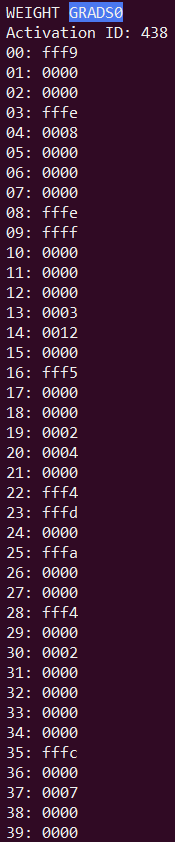 WEIGHT GRADS0
Activation ID: 438
00: fff9
01: 0000
02: 0000
03: fffe
04: 0008
05: 0000
06: 0000
07: 0000
08: fffe
09: ffff
10: 0000
11: 0000
12: 0000
13: 0003
14: 0012
15: 0000
16: fff5
17: 0000
18: 0000
19: 0002
20: 0004
21: 0000
22: fff4
23: fffd
24: 0000
25: fffa
26: 0000
27: 0000
28: fff4
29: 0000
30: 0002
31: 0000
32: 0000
33: 0000
34: 0000
35: fffc
36: 0000
37: 0007
38: 0000
39: 0000